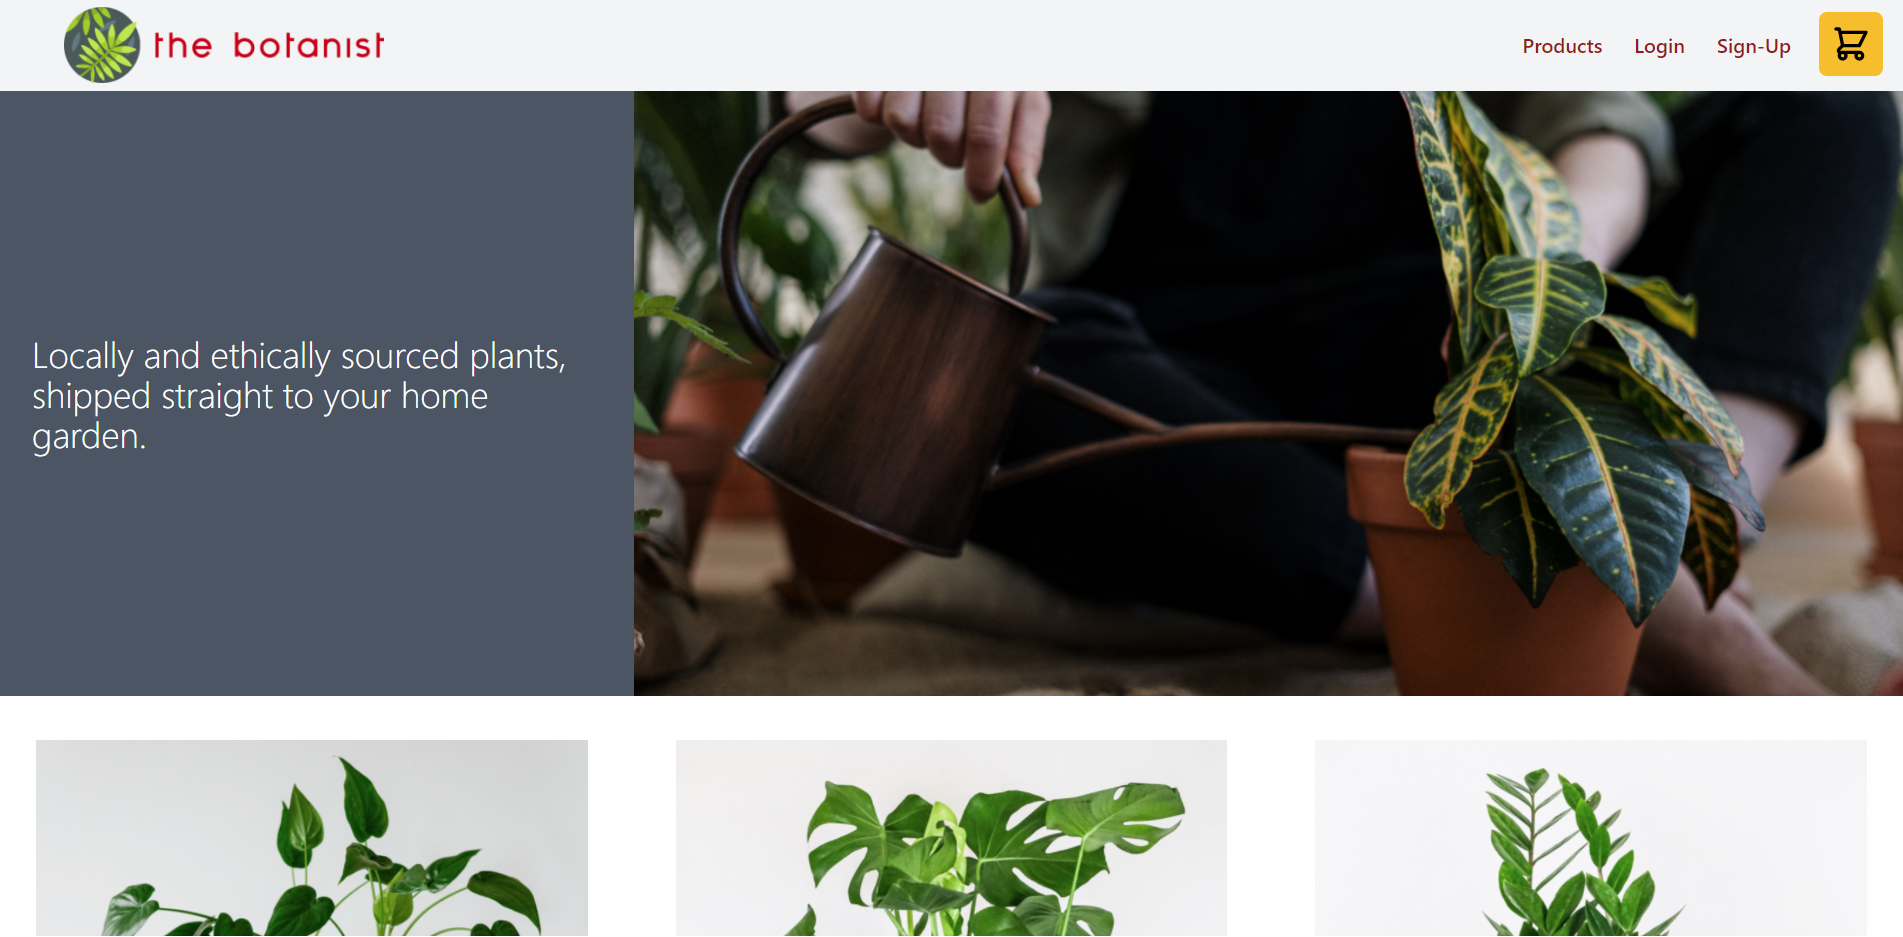 the botanist
Products
Login
Sign-Up
Locally and ethically sourced plants,
shipped straight to your home
garden.